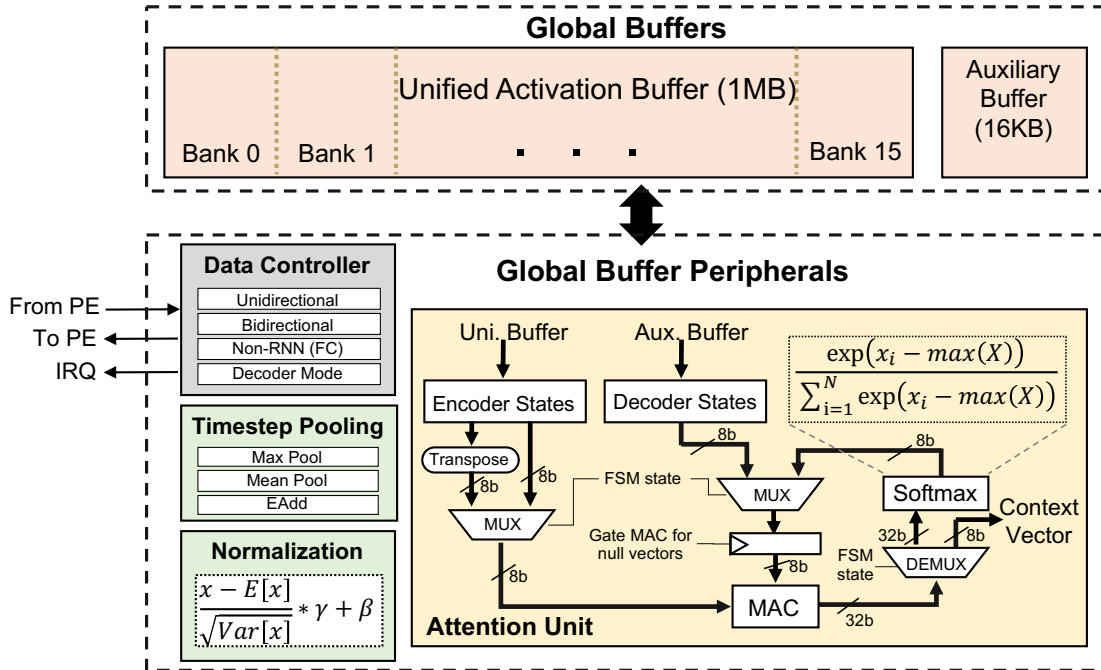 Global Buffers
Unified Activation Buffer (1MB)
Bank 0
Bank 1
. . .
Bank 15
Auxiliary
Buffer
(16KB)
Global Buffer Peripherals
From PE
To PE
IRQ
Data Controller
Unidirectional
Bidirectional
Non-RNN (FC)
Decoder Mode
Timestep Pooling
Max Pool
Mean Pool
EAdd
Normalization
x − E[x]
√Var[x]
∗ γ + β
Uni. Buffer
Aux. Buffer
Encoder States
Decoder States
Transpose
8b
8b
8b
8b
FSM state
MUX
MUX
Gate MAC for
null vectors
8b
8b
MAC
32b
exp(x_i − max(X))
∑_{i=1}^{N} exp(x_i − max(X))
Softmax
32b
8b
Context
Vector
FSM
state
DEMUX
Attention Unit